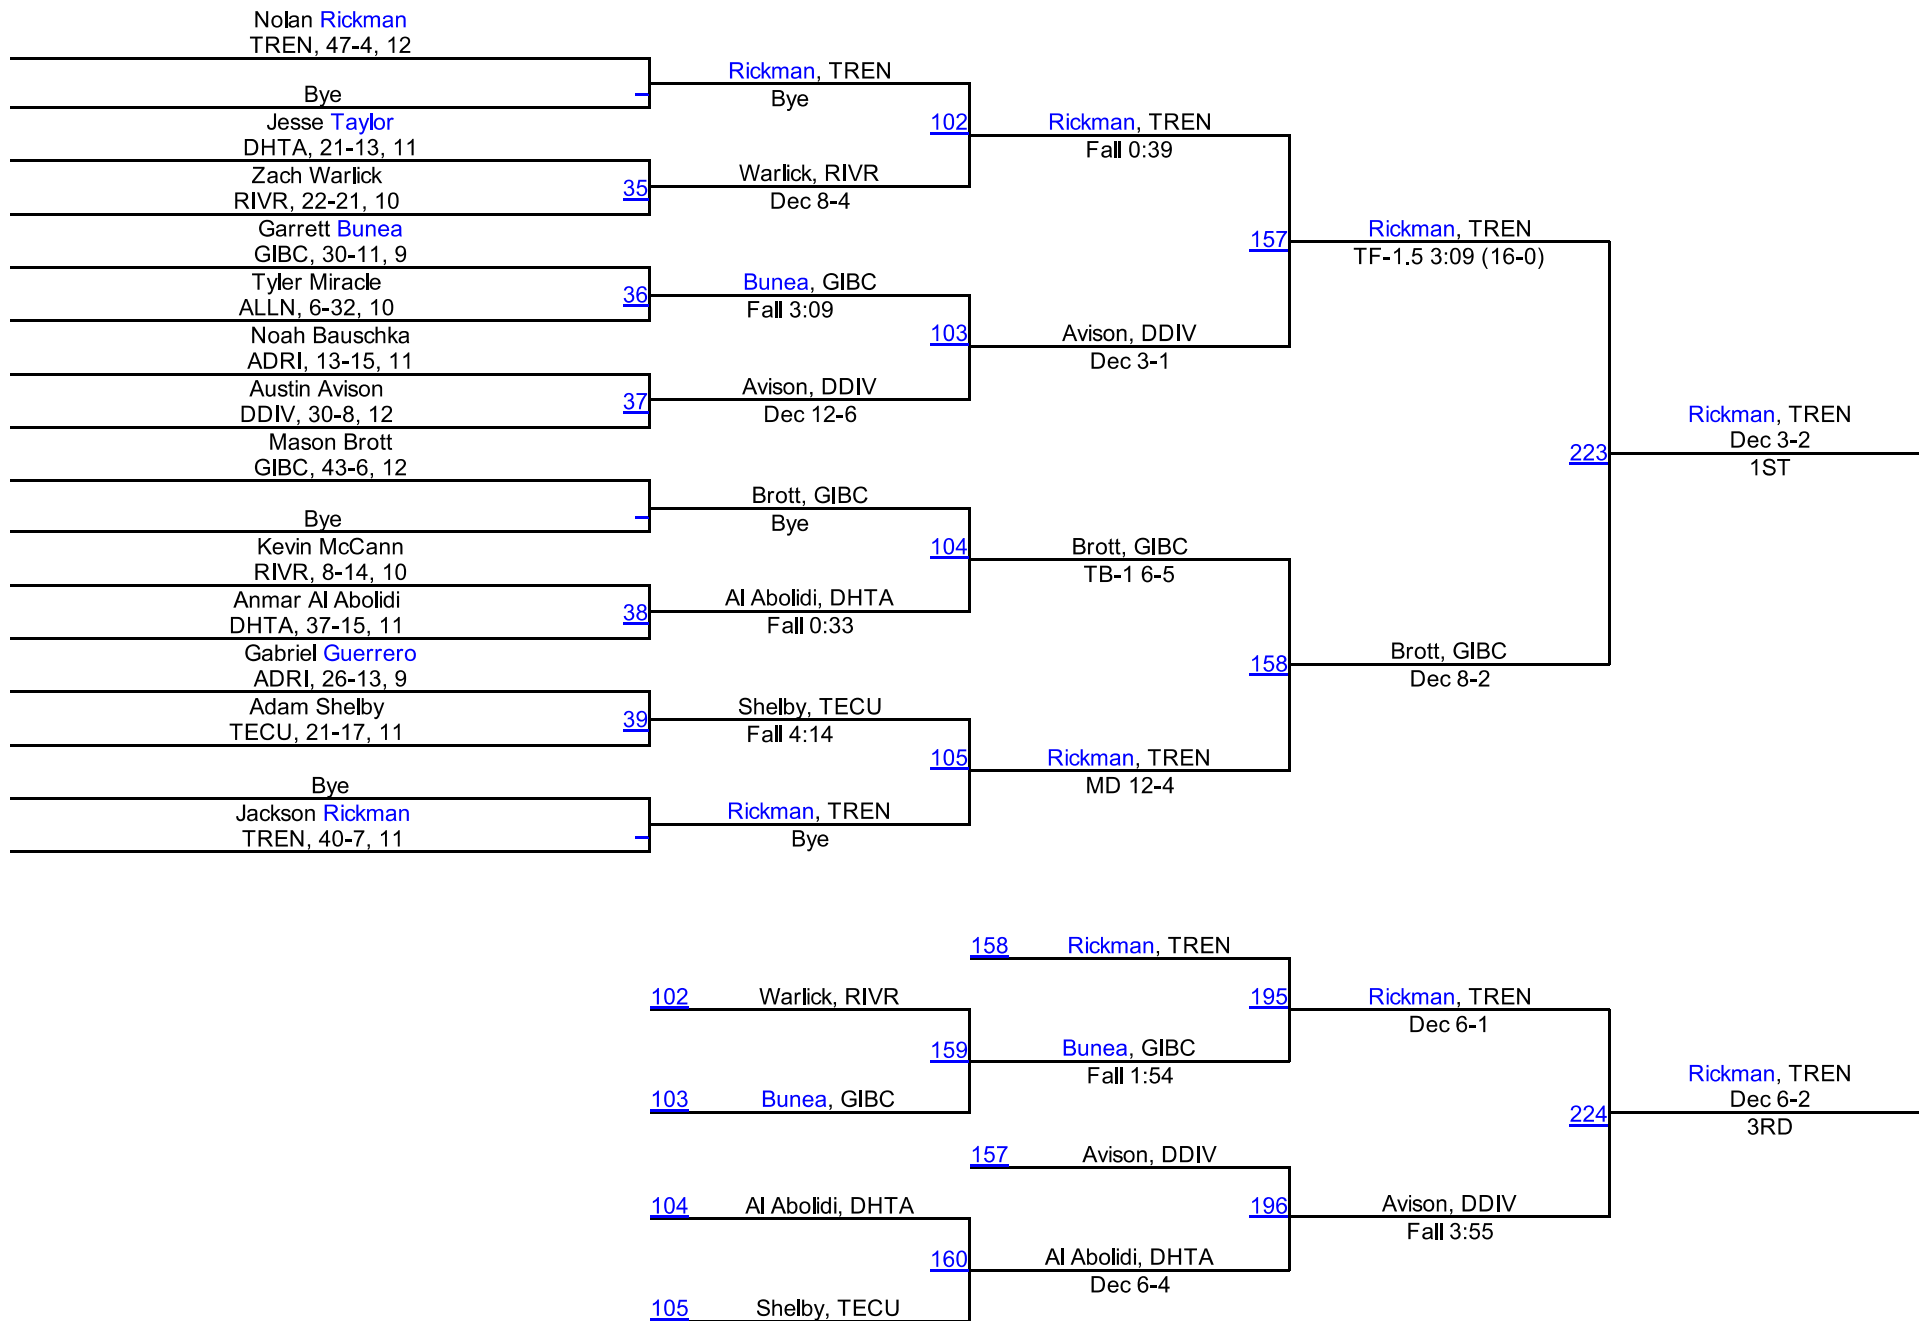 Nolan Rickman
TREN, 47-4, 12
Bye
Jesse Taylor
DHTA, 21-13, 11
Zach Warlick
RIVR, 22-21, 10
35
Garrett Bunea
GIBC, 30-11, 9
Tyler Miracle
ALLN, 6-32, 10
36
Noah Bauschka
ADRI, 13-15, 11
Austin Avison
DDIV, 30-8, 12
37
Mason Brott
GIBC, 43-6, 12
Bye
Kevin McCann
RIVR, 8-14, 10
Anmar Al Abolidi
DHTA, 37-15, 11
38
Gabriel Guerrero
ADRI, 26-13, 9
Adam Shelby
TECU, 21-17, 11
39
Bye
Jackson Rickman
TREN, 40-7, 11
Rickman, TREN
Bye
102
Warlick, RIVR
Dec 8-4
Bunea, GIBC
Fall 3:09
103
Avison, DDIV
Dec 12-6
Brott, GIBC
Bye
104
Al Abolidi, DHTA
Fall 0:33
Shelby, TECU
Fall 4:14
105
Rickman, TREN
Bye
Rickman, TREN
Fall 0:39
157
Avison, DDIV
Dec 3-1
Brott, GIBC
TB-1 6-5
158
Rickman, TREN
MD 12-4
Rickman, TREN
TF-1.5 3:09 (16-0)
223
Brott, GIBC
Dec 8-2
Rickman, TREN
Dec 3-2
1ST
102 Warlick, RIVR
159
103 Bunea, GIBC
104 Al Abolidi, DHTA
160
105 Shelby, TECU
158 Rickman, TREN
195
Bunea, GIBC
Fall 1:54
157 Avison, DDIV
196
Al Abolidi, DHTA
Dec 6-4
Rickman, TREN
Dec 6-1
224
Avison, DDIV
Fall 3:55
Rickman, TREN
Dec 6-2
3RD